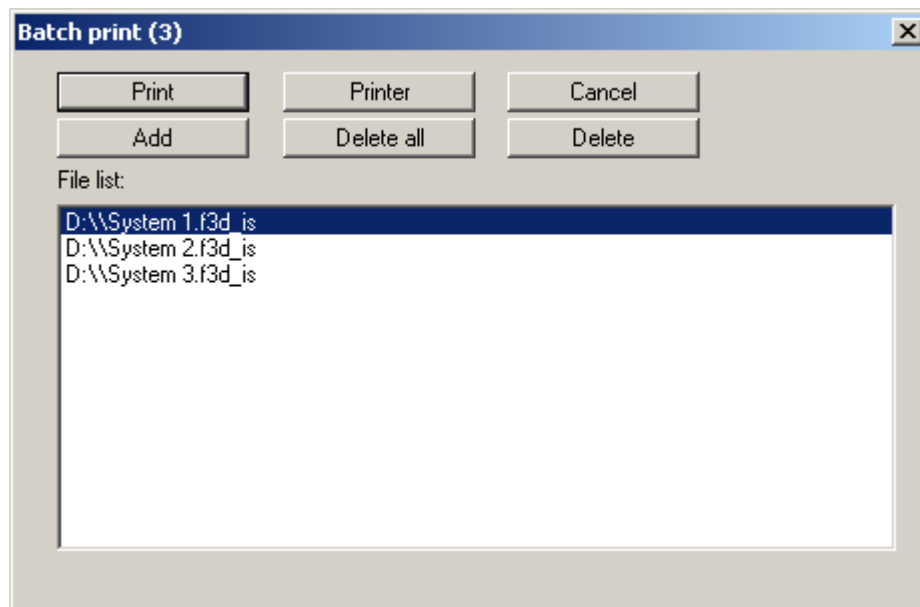 Batch print (3)
Print Printer Cancel
Add Delete all Delete
File list:
D:\\System 1.f3d_is
D:\\System 2.f3d_is
D:\\System 3.f3d_is